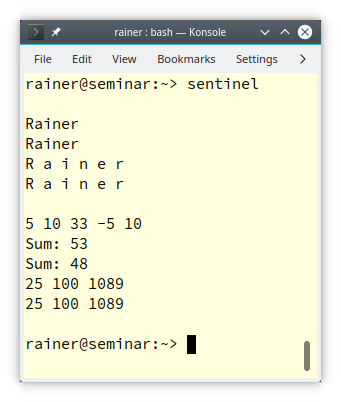 rainer : bash — Konsole
File Edit View Bookmarks Settings
rainer@seminar:~> sentinel
Rainer
Rainer
R a i n e r
R a i n e r
5 10 33 -5 10
Sum: 53
Sum: 48
25 100 1089
25 100 1089
rainer@seminar:~>